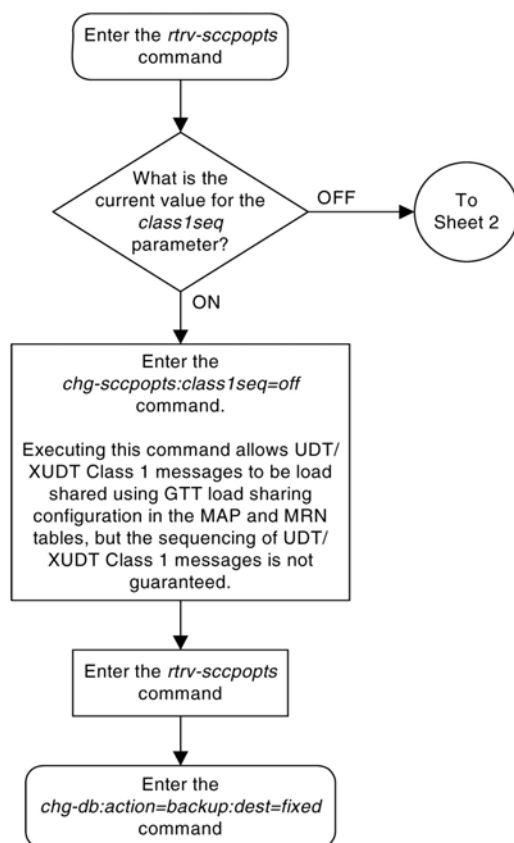 Enter the rtrv-sccpopts
command
What is the
current value for the
class1seq
parameter?
OFF
To
Sheet 2
ON
Enter the
chg-sccpopts:class1seq=off
command.
Executing this command allows UDT/
XUDT Class 1 messages to be load
shared using GTT load sharing
configuration in the MAP and MRN
tables, but the sequencing of UDT/
XUDT Class 1 messages is not
guaranteed.
Enter the rtrv-sccpopts
command
Enter the
chg-db:action=backup:dest=fixed
command